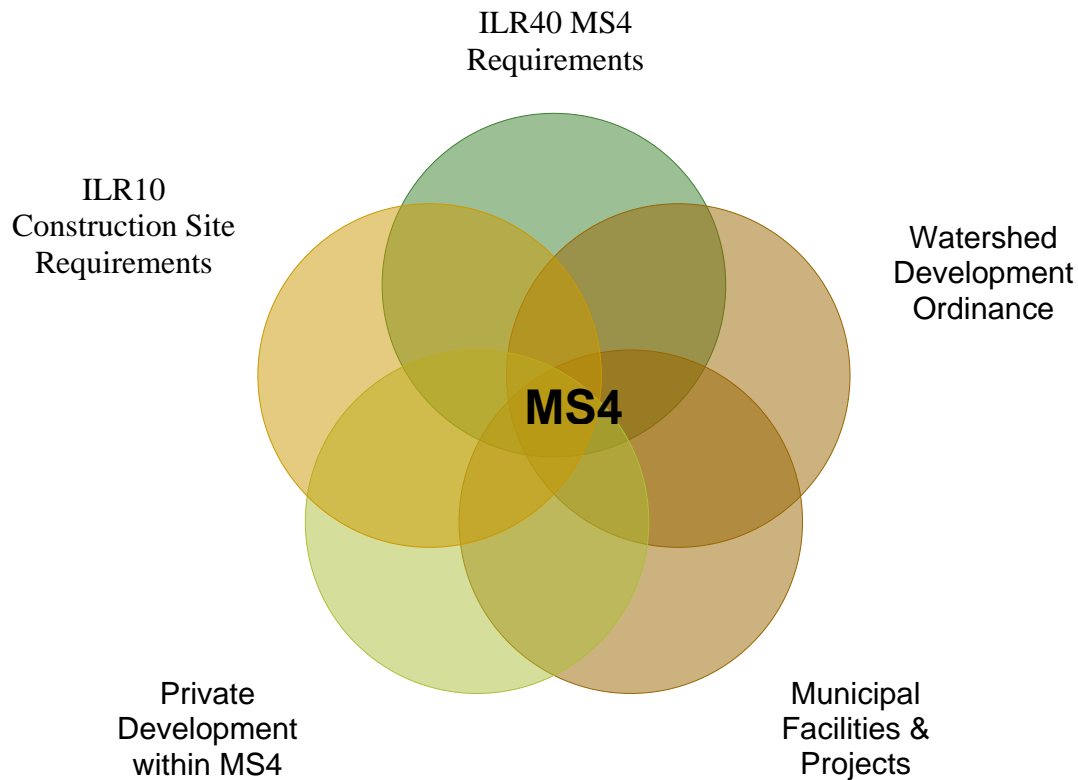 ILR40 MS4
Requirements
ILR10
Construction Site
Requirements
Watershed
Development
Ordinance
MS4
Private
Development
within MS4
Municipal
Facilities &
Projects